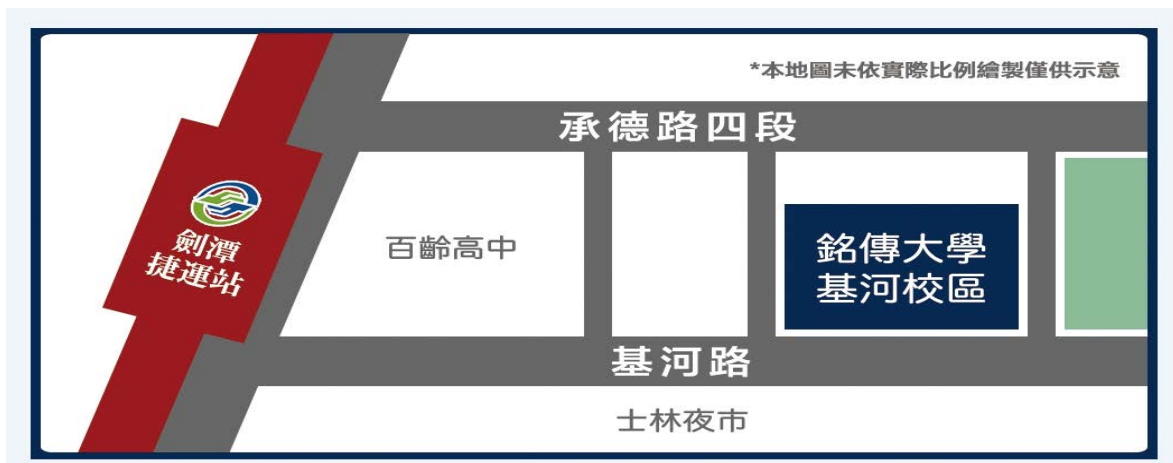 *本地圖未依實際比例繪製僅供示意
承德路四段
劍潭
捷運站
百齡高中
銘傳大學
基河校區
基河路
士林夜市